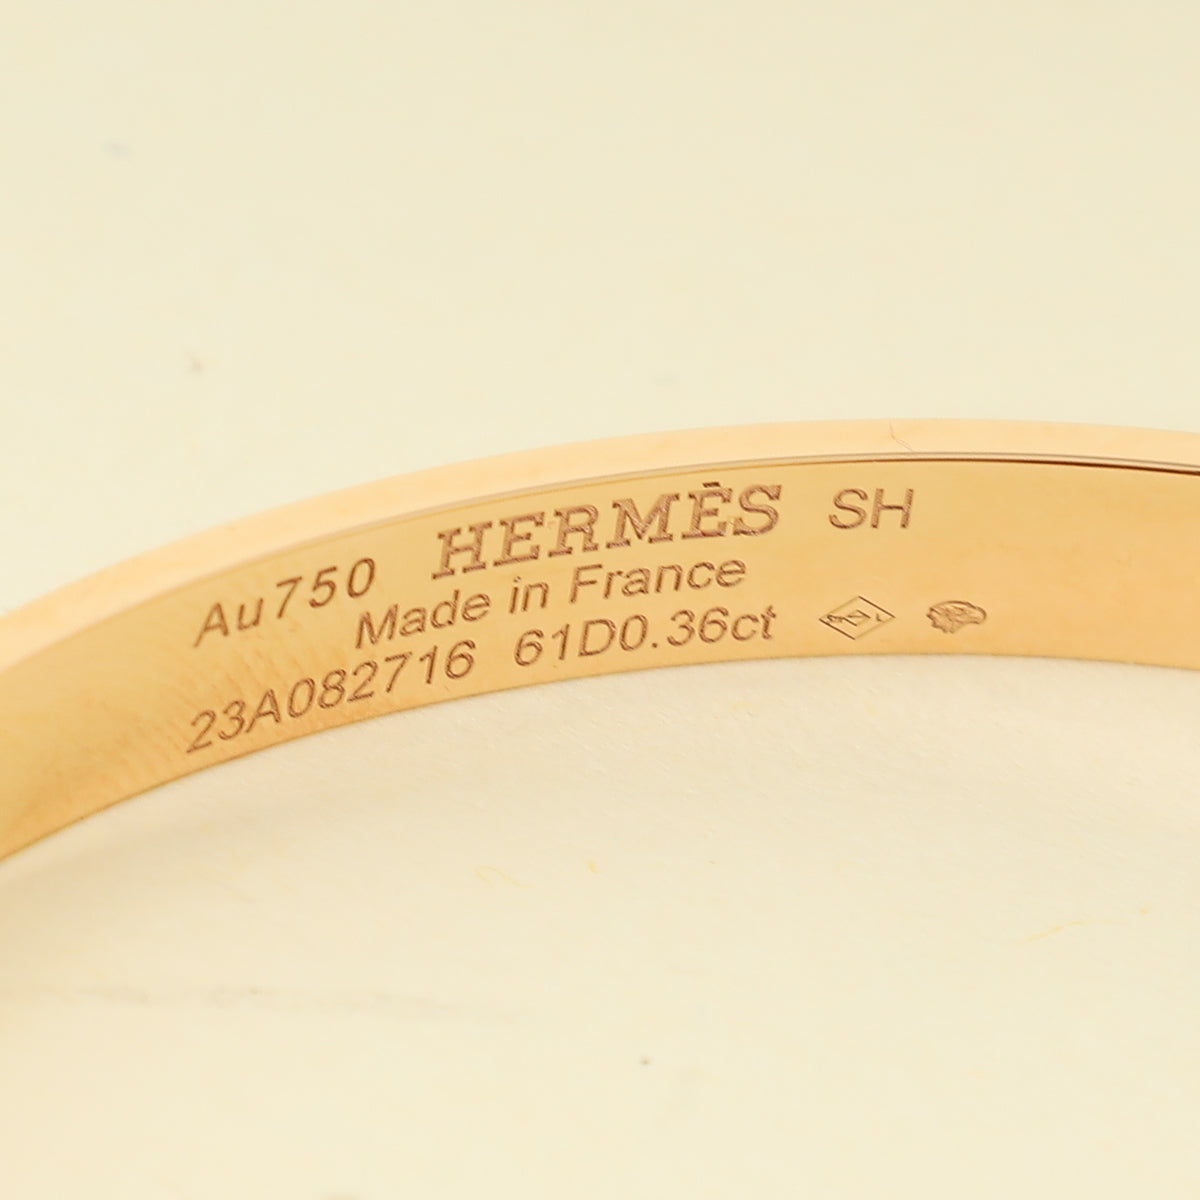 Au750 HERMÈS SH
Made in France
23A082716 61D0.36ct